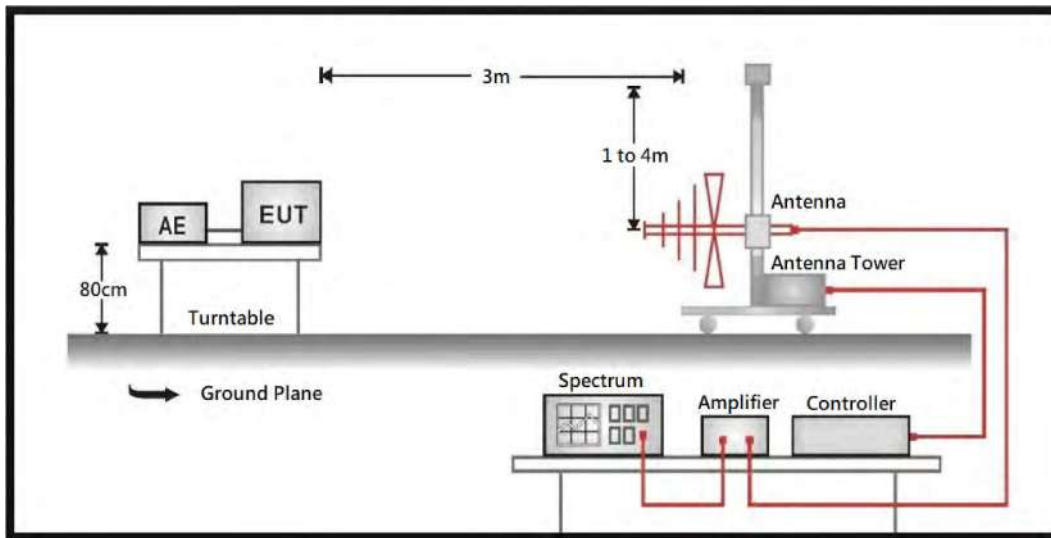 3m
1 to 4m
Antenna
EUT
AE
Antenna Tower
80cm
Turntable
Ground Plane
Spectrum
Amplifier
Controller